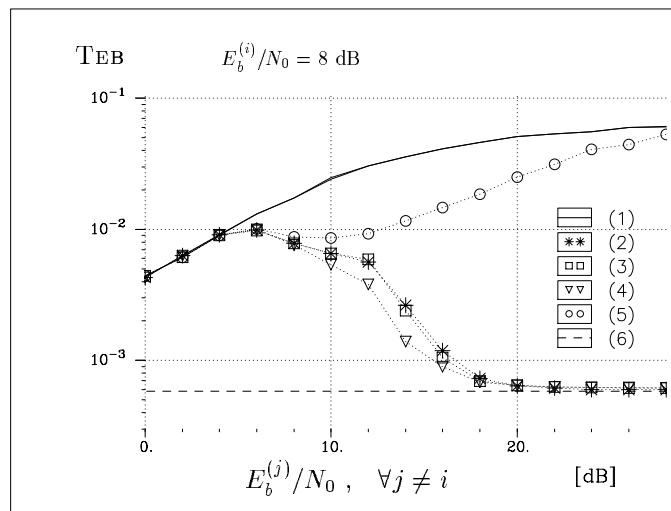 TEB
E_b^{(i)}/N_0 = 8 dB
10^{-1}
10^{-2}
10^{-3}
(1)
(2)
(3)
(4)
(5)
(6)
0. 10. 20.
E_b^{(j)}/N_0 , ∀j ≠ i [dB]